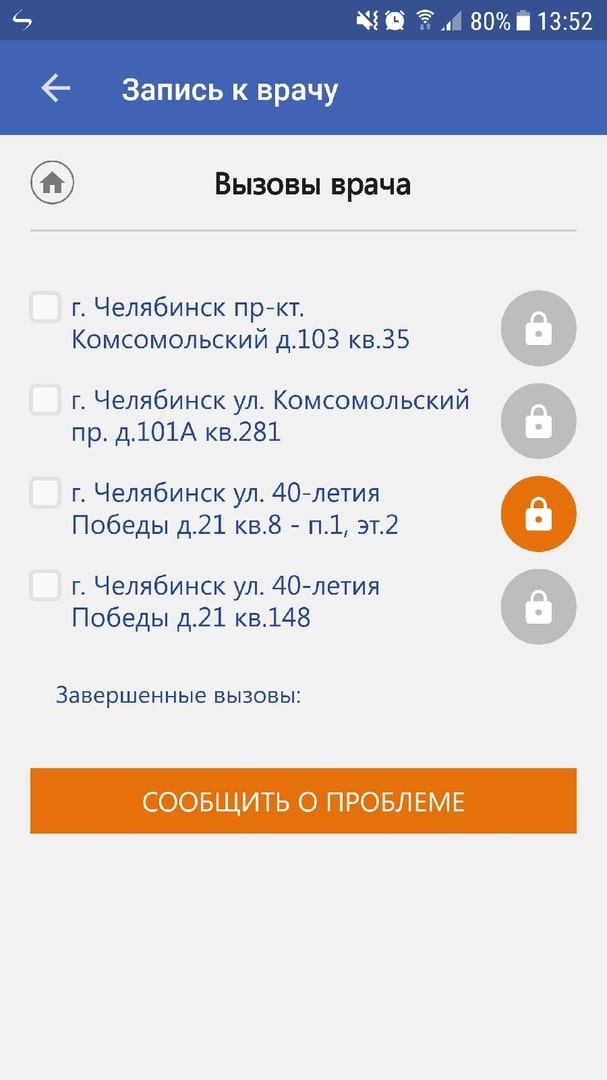 80% 13:52
Запись к врачу
Вызовы врача
г. Челябинск пр-кт.
Комсомольский д.103 кв.35
г. Челябинск ул. Комсомольский
пр. д.101А кв.281
г. Челябинск ул. 40-летия
Победы д.21 кв.8 - п.1, эт.2
г. Челябинск ул. 40-летия
Победы д.21 кв.148
Завершенные вызовы:
СООБЩИТЬ О ПРОБЛЕМЕ